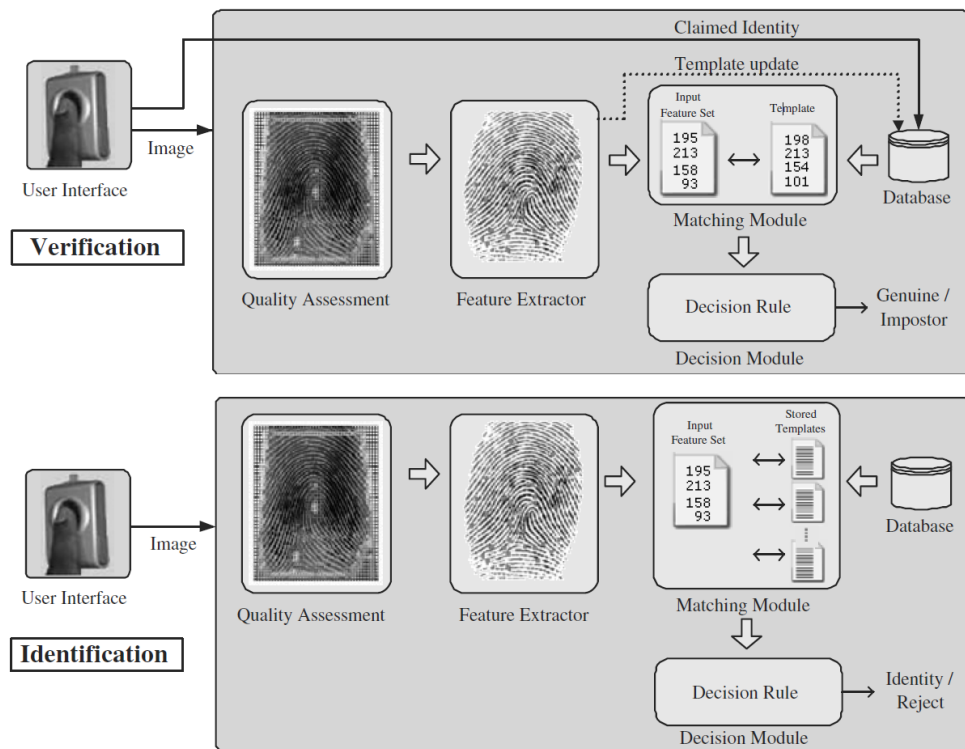 Claimed Identity
Template update
Image
User Interface
Verification
Quality Assessment
Feature Extractor
Input
Feature Set
195
213
158
93
Template
198
213
154
101
Matching Module
Database
Decision Rule
Decision Module
Genuine /
Impostor
Image
User Interface
Identification
Quality Assessment
Feature Extractor
Input
Feature Set
195
213
158
93
Stored
Templates
Matching Module
Database
Decision Rule
Decision Module
Identity /
Reject